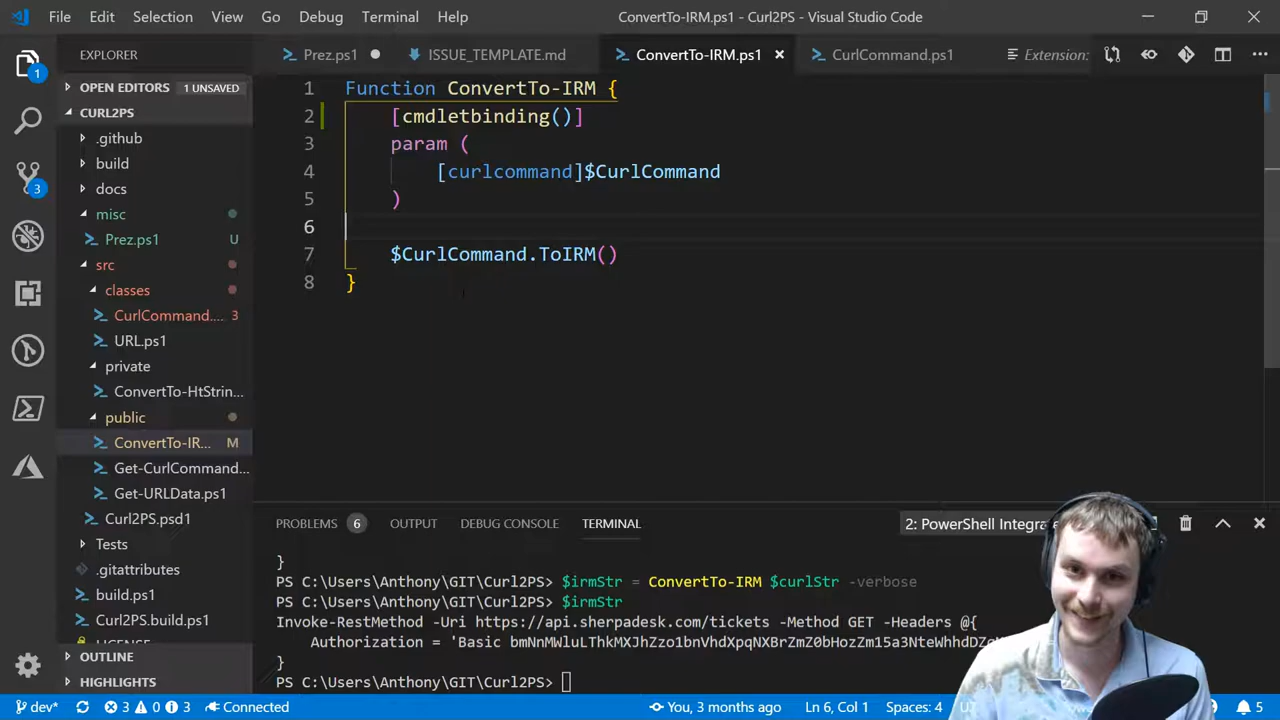 File Edit Selection View Go Debug Terminal Help ConvertTo-IRM.ps1 - Curl2PS - Visual Studio Code
1 EXPLORER Prez.ps1 ISSUE_TEMPLATE.md ConvertTo-IRM.ps1 CurlCommand.ps1 Extension:
OPEN EDITORS 1 UNSAVED
CURL2PS
.github
build
3 docs
misc
Prez.ps1 U
src
classes
CurlCommand.... 3
URL.ps1
private
ConvertTo-HtStrin...
public
ConvertTo-IR... M
Get-CurlCommand...
Get-URLData.ps1
Curl2PS.psd1
Tests
.gitattributes
build.ps1
Curl2PS.build.ps1
LICENSE
OUTLINE
HIGHLIGHTS
1 Function ConvertTo-IRM {
2 [cmdletbinding()]
3 param (
4 [curlcommand]$CurlCommand
5 )
6
7 $CurlCommand.ToIRM()
8 }
PROBLEMS 6 OUTPUT DEBUG CONSOLE TERMINAL 2: PowerShell Integra
}
PS C:\Users\Anthony\GIT\Curl2PS> $irmStr = ConvertTo-IRM $curlStr -verbose
PS C:\Users\Anthony\GIT\Curl2PS> $irmStr
Invoke-RestMethod -Uri https://api.sherpadesk.com/tickets -Method GET -Headers @{
Authorization = 'Basic
}
PS C:\Users\Anthony\GIT\Curl2PS>
dev* 3 0 3 Connected You, 3 months ago Ln 6, Col 1 Spaces: 4 5